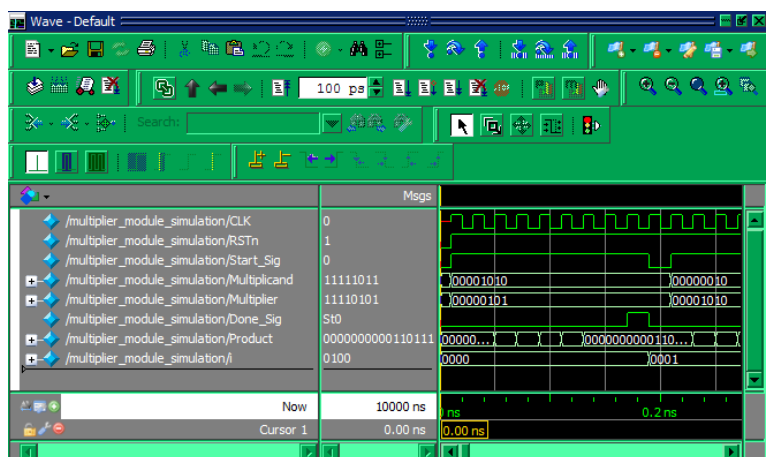 Wave - Default
100 ps
Search:
Msgs
/multiplier_module_simulation/CLK 0
/multiplier_module_simulation/RSTn 1
/multiplier_module_simulation/Start_Sig 0
/multiplier_module_simulation/Multiplicand 11111011 00001010 00000010
/multiplier_module_simulation/Multiplier 11110101 00000101 00001010
/multiplier_module_simulation/Done_Sig St0
/multiplier_module_simulation/Product 0000000000110111 00000... 0000000000110...
/multiplier_module_simulation/i 0100 0000 0001
Now 10000 ns ns 0.2 ns
Cursor 1 0.00 ns 0.00 ns